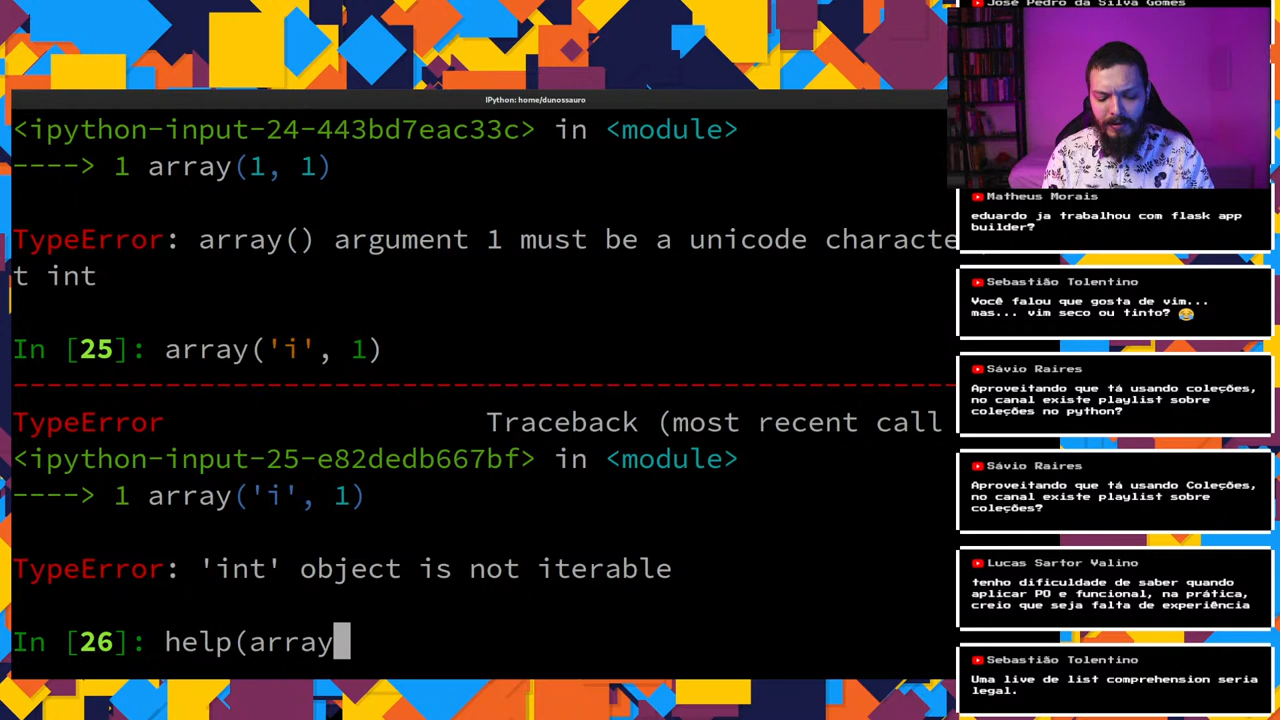 IPython: home/dunossauro
<ipython-input-24-443bd7eac33c> in <module>
----> 1 array(1, 1)
TypeError: array() argument 1 must be a unicode characte
t int
In [25]: array('i', 1)
TypeError Traceback (most recent call
<ipython-input-25-e82dedb667bf> in <module>
----> 1 array('i', 1)
TypeError: 'int' object is not iterable
In [26]: help(array
José Pedro da Silva Gomes
Matheus Morais
eduardo ja trabalhou com flask app
builder?
Sebastião Tolentino
Você falou que gosta de vim...
mas... vim seco ou tinto? 😂
Sávio Raires
Aproveitando que tá usando coleções,
no canal existe playlist sobre
coleções no python?
Sávio Raires
Aproveitando que tá usando Coleções,
no canal existe playlist sobre
coleções?
Lucas Sartor Valino
tenho dificuldade de saber quando
aplicar PO e funcional, na prática,
creio que seja falta de experiência
Sebastião Tolentino
Uma live de list comprehension seria
legal.